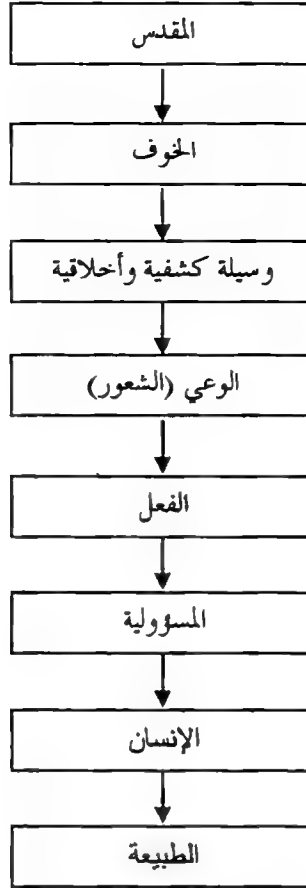 المقدس
الخوف
وسيلة كشفية وأخلاقية
الوعي (الشعور)
الفعل
المسؤولية
الإنسان
الطبيعة